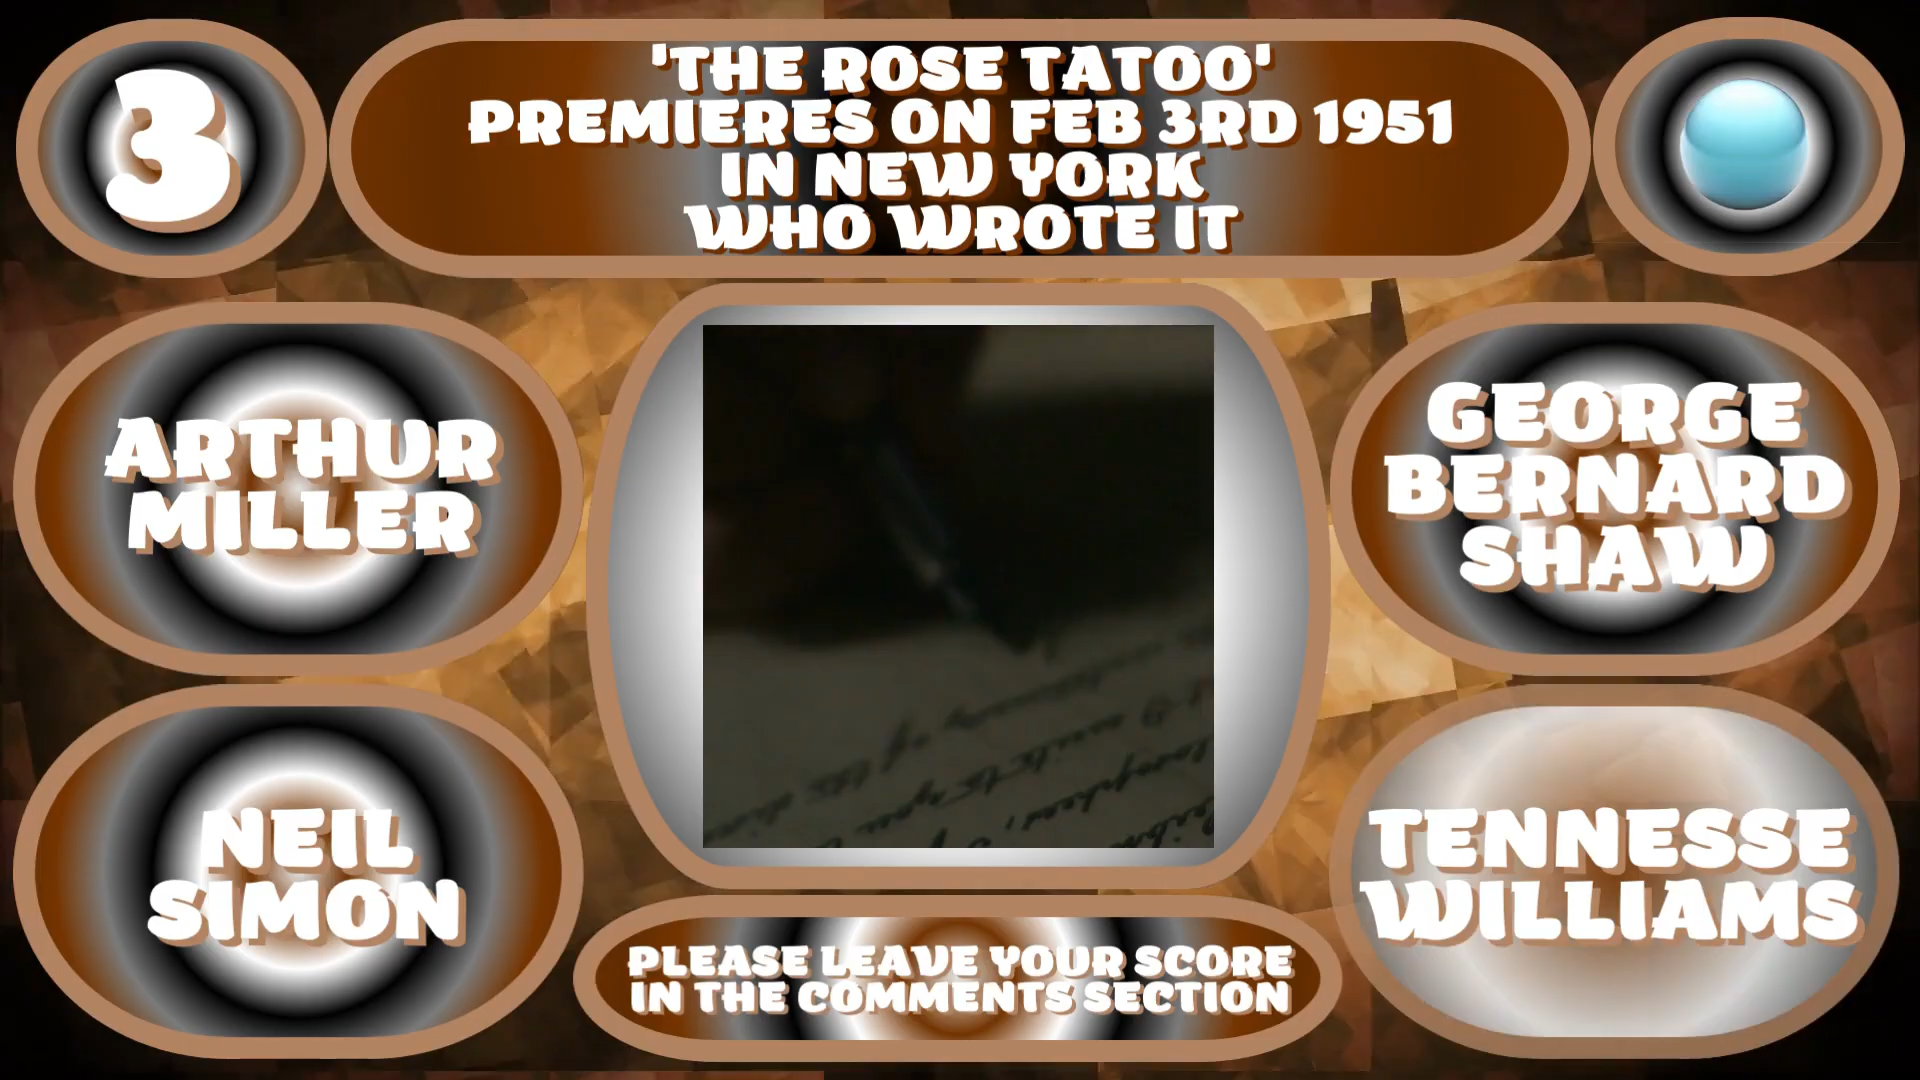 3
'THE ROSE TATOO'
PREMIERES ON FEB 3RD 1951
IN NEW YORK
WHO WROTE IT
ARTHUR
MILLER
GEORGE
BERNARD
SHAW
NEIL
SIMON
TENNESSE
WILLIAMS
PLEASE LEAVE YOUR SCORE
IN THE COMMENTS SECTION